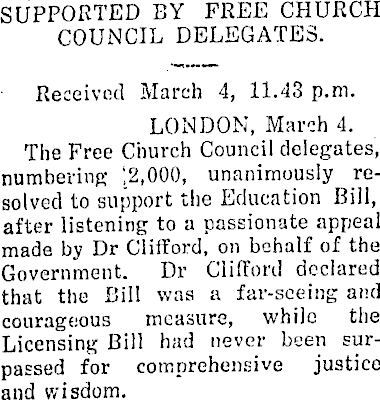 SUPPORTED BY FREE CHURCH
COUNCIL DELEGATES.
Received March 4, 11.43 p.m.
LONDON, March 4.
The Free Church Council delegates,
numbering 2,000, unanimously re-
solved to support the Education Bill,
after listening to a passionate appeal
made by Dr Clifford, on behalf of the
Government. Dr Clifford declared
that the Bill was a far-seeing and
courageous measure, while the
Licensing Bill had never been sur-
passed for comprehensive justice
and wisdom.